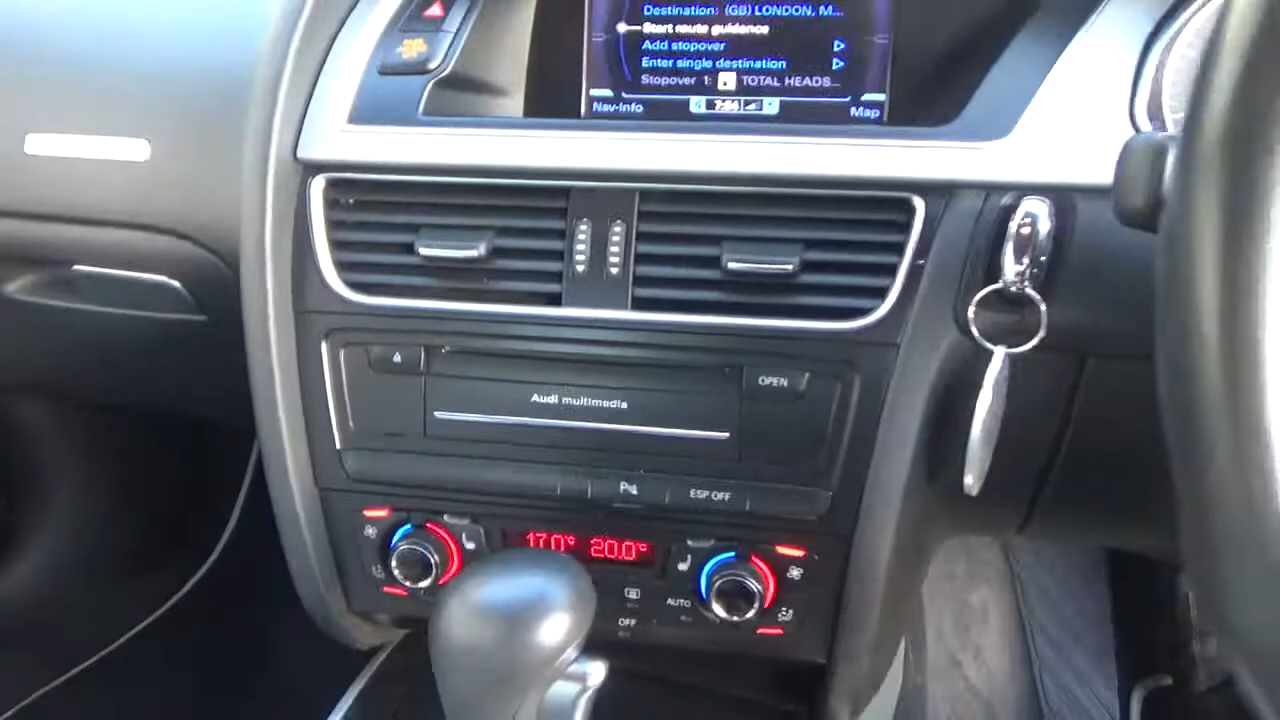 Destination: (GB) LONDON, M...
Start route guidance
Add stopover
Enter single destination
Stopover 1: TOTAL HEADS...
Nav-Info
Map
OPEN
Audi multimedia
ESP OFF
17.0° 20.0°
AUTO
OFF